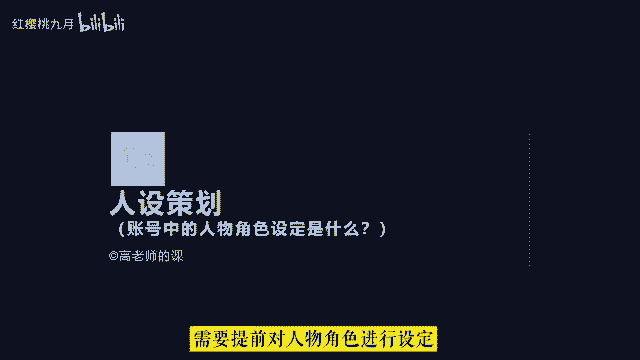 红樱桃九月 bilibili
人设策划
（账号中的人物角色设定是什么？）
©高老师的课
需要提前对人物角色进行设定